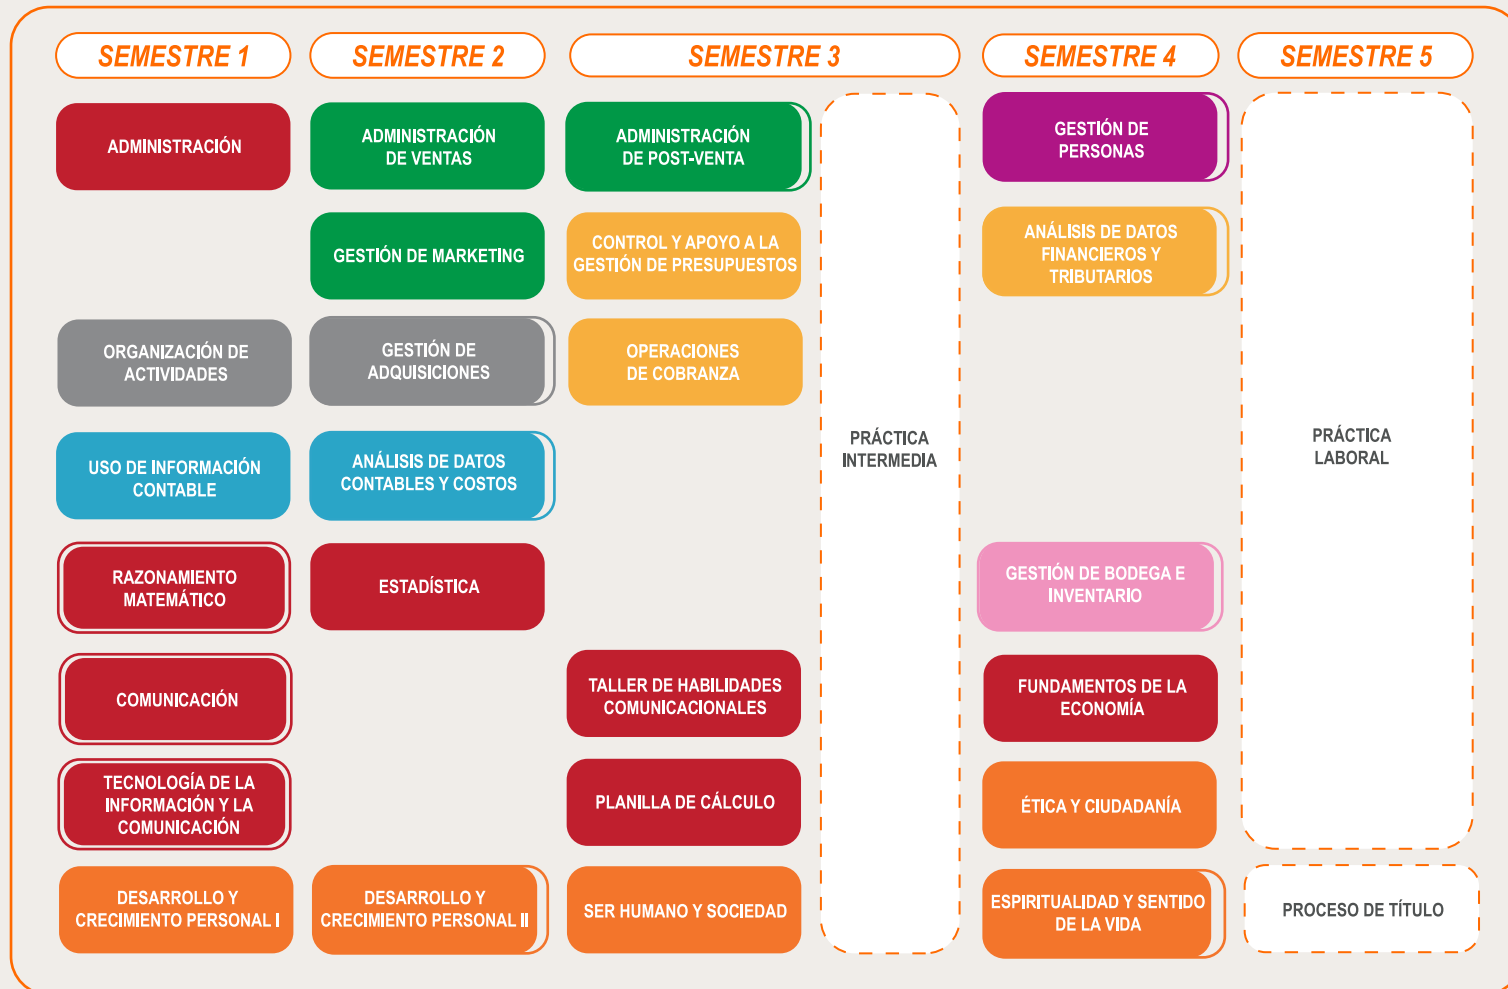 SEMESTRE 1
SEMESTRE 2
SEMESTRE 3
SEMESTRE 4
SEMESTRE 5
ADMINISTRACIÓN
ORGANIZACIÓN DE
ACTIVIDADES
USO DE INFORMACIÓN
CONTABLE
RAZONAMIENTO
MATEMÁTICO
COMUNICACIÓN
TECNOLOGÍA DE LA
INFORMACIÓN Y LA
COMUNICACIÓN
DESARROLLO Y
CRECIMIENTO PERSONAL I
ADMINISTRACIÓN
DE VENTAS
GESTIÓN DE MARKETING
GESTIÓN DE
ADQUISICIONES
ANÁLISIS DE DATOS
CONTABLES Y COSTOS
ESTADÍSTICA
DESARROLLO Y
CRECIMIENTO PERSONAL II
ADMINISTRACIÓN
DE POST-VENTA
CONTROL Y APOYO A LA
GESTIÓN DE PRESUPUESTOS
OPERACIONES
DE COBRANZA
TALLER DE HABILIDADES
COMUNICACIONALES
PLANILLA DE CÁLCULO
SER HUMANO Y SOCIEDAD
PRÁCTICA
INTERMEDIA
GESTIÓN DE
PERSONAS
ANÁLISIS DE DATOS
FINANCIEROS Y
TRIBUTARIOS
GESTIÓN DE BODEGA E
INVENTARIO
FUNDAMENTOS DE LA
ECONOMÍA
ÉTICA Y CIUDADANÍA
ESPIRITUALIDAD Y SENTIDO
DE LA VIDA
PRÁCTICA
LABORAL
PROCESO DE TÍTULO